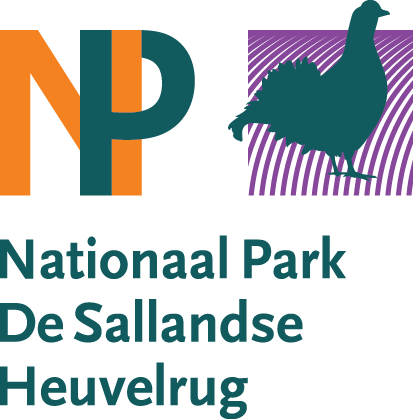 NP
Nationaal Park
De Sallandse
Heuvelrug